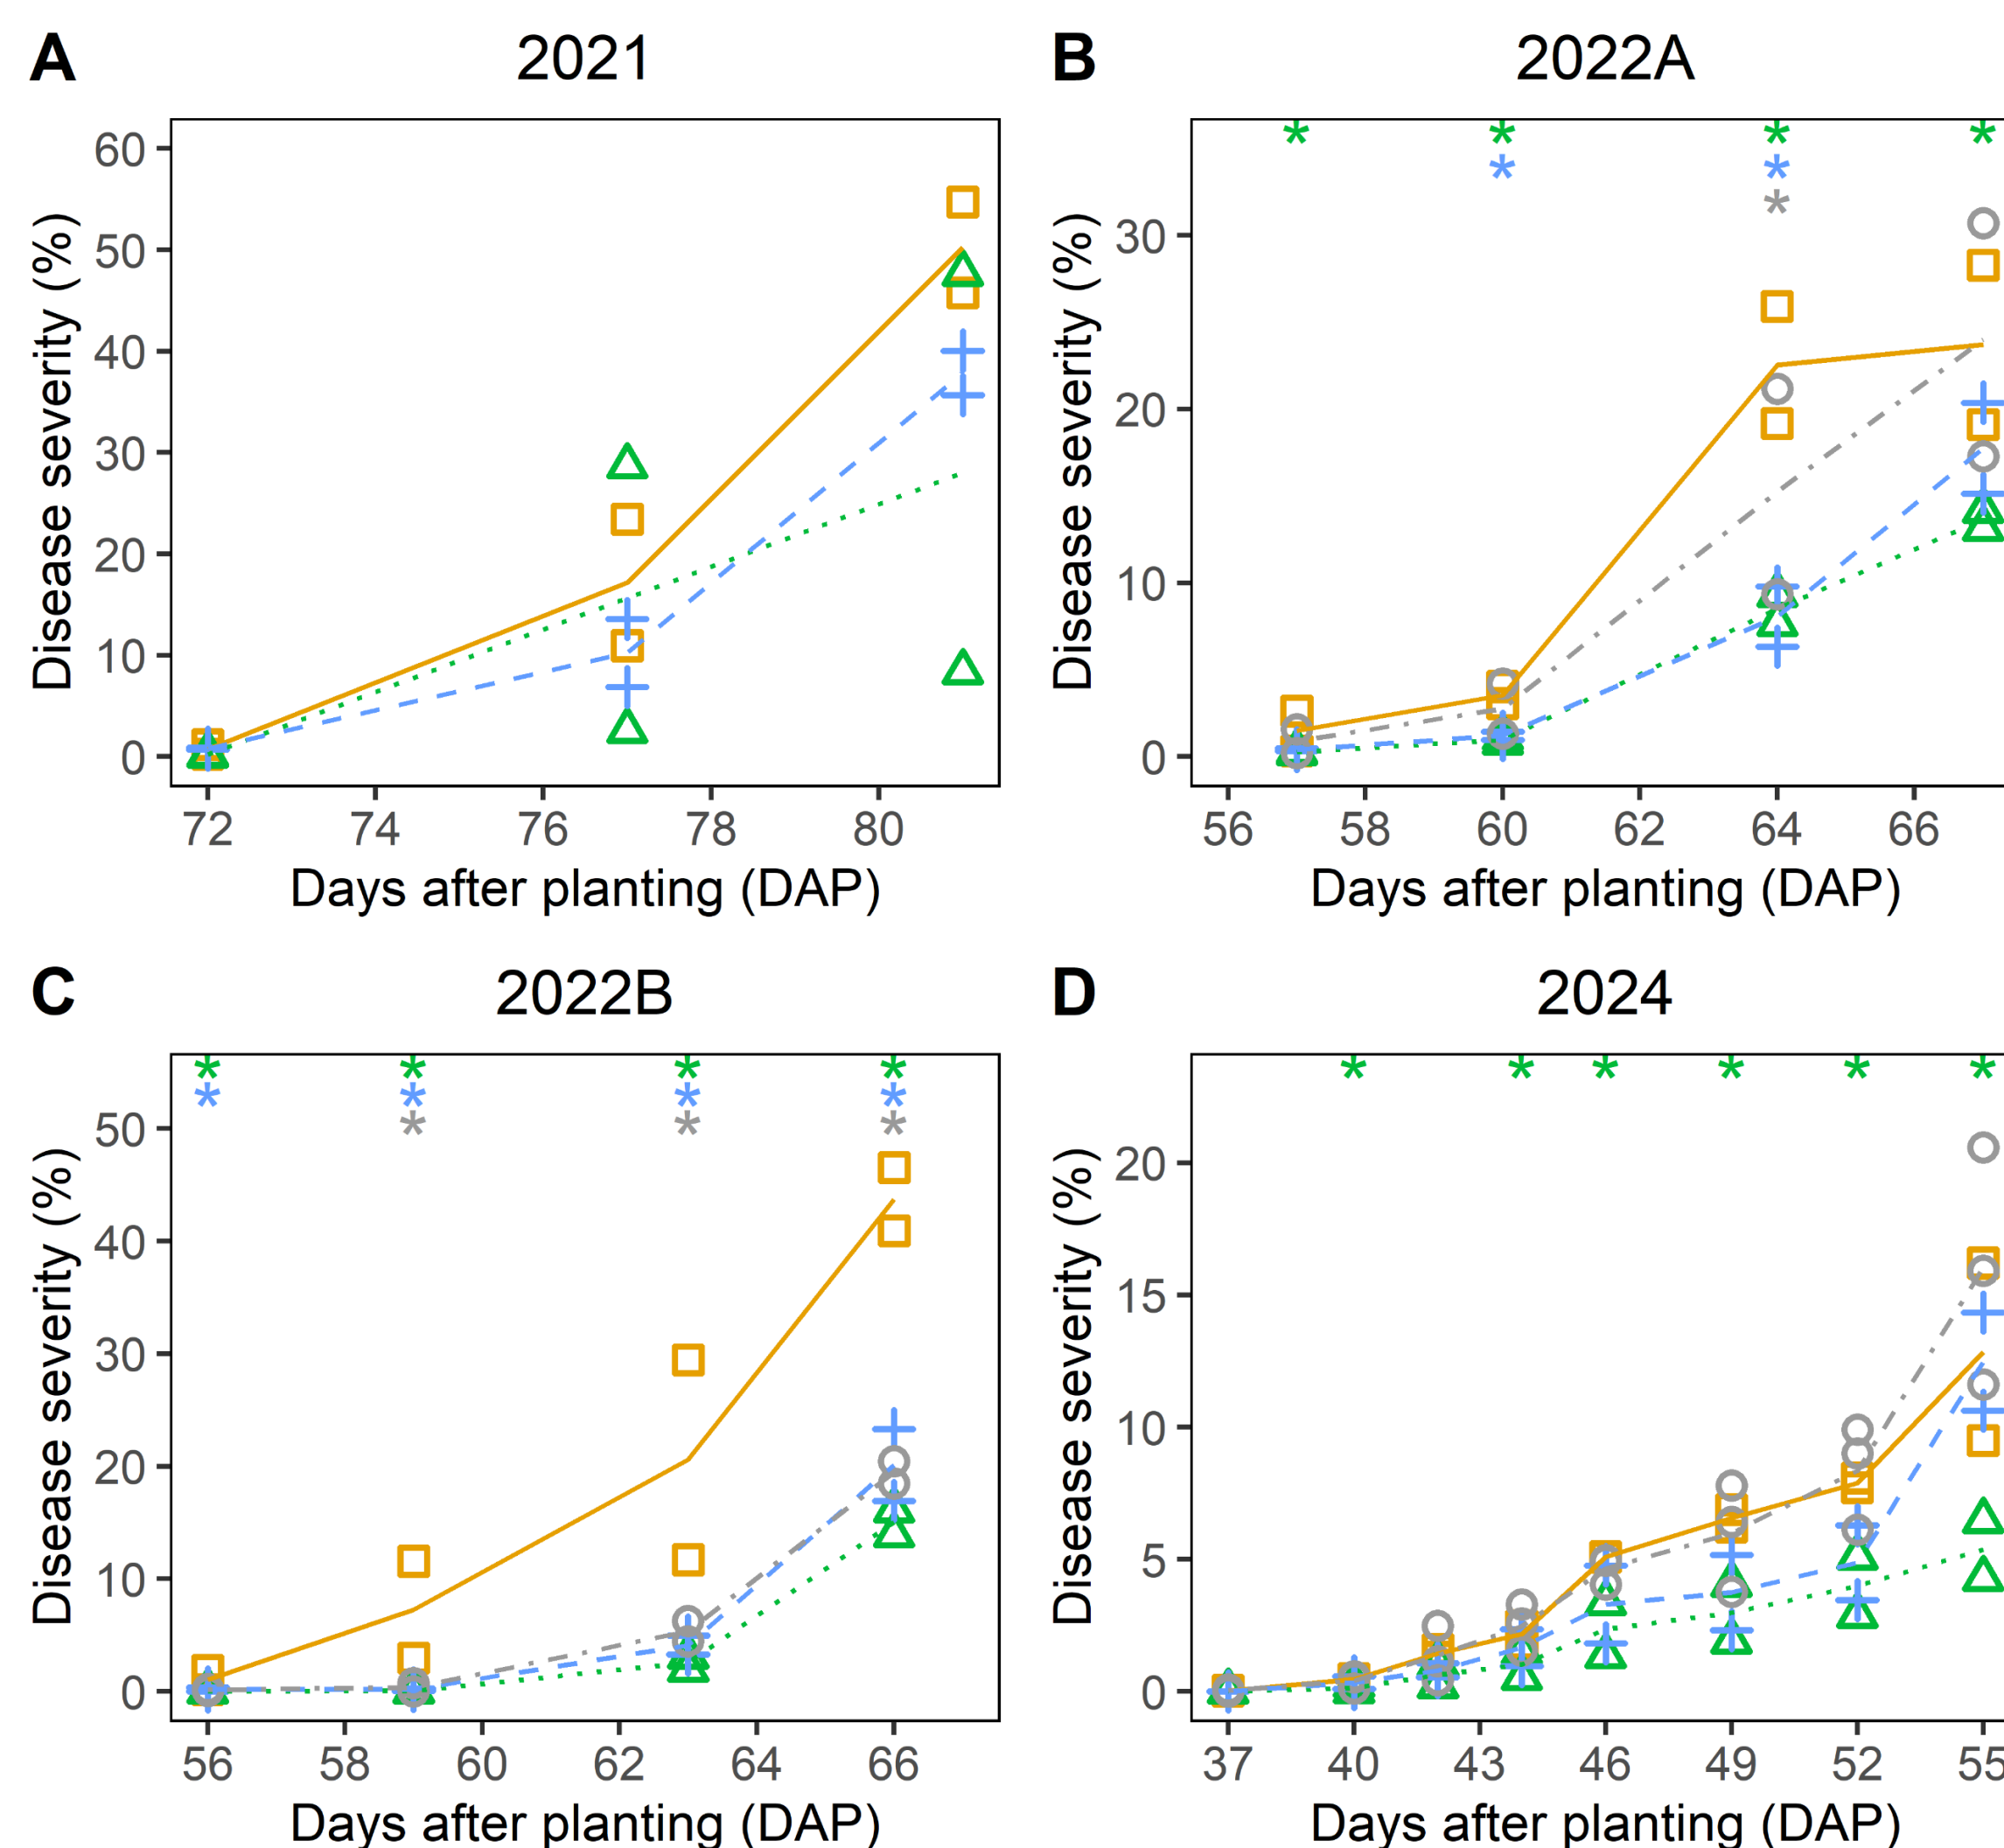 A 2021
Disease severity (%)
60
50
40
30
20
10
0
72 74 76 78 80
Days after planting (DAP)
B 2022A
Disease severity (%)
* * * *
* *
*
30
20
10
0
56 58 60 62 64 66
Days after planting (DAP)
C 2022B
Disease severity (%)
* * * *
* * * *
* * *
50
40
30
20
10
0
56 58 60 62 64 66
Days after planting (DAP)
D 2024
Disease severity (%)
* * * * * *
20
15
10
5
0
37 40 43 46 49 52 55
Days after planting (DAP)